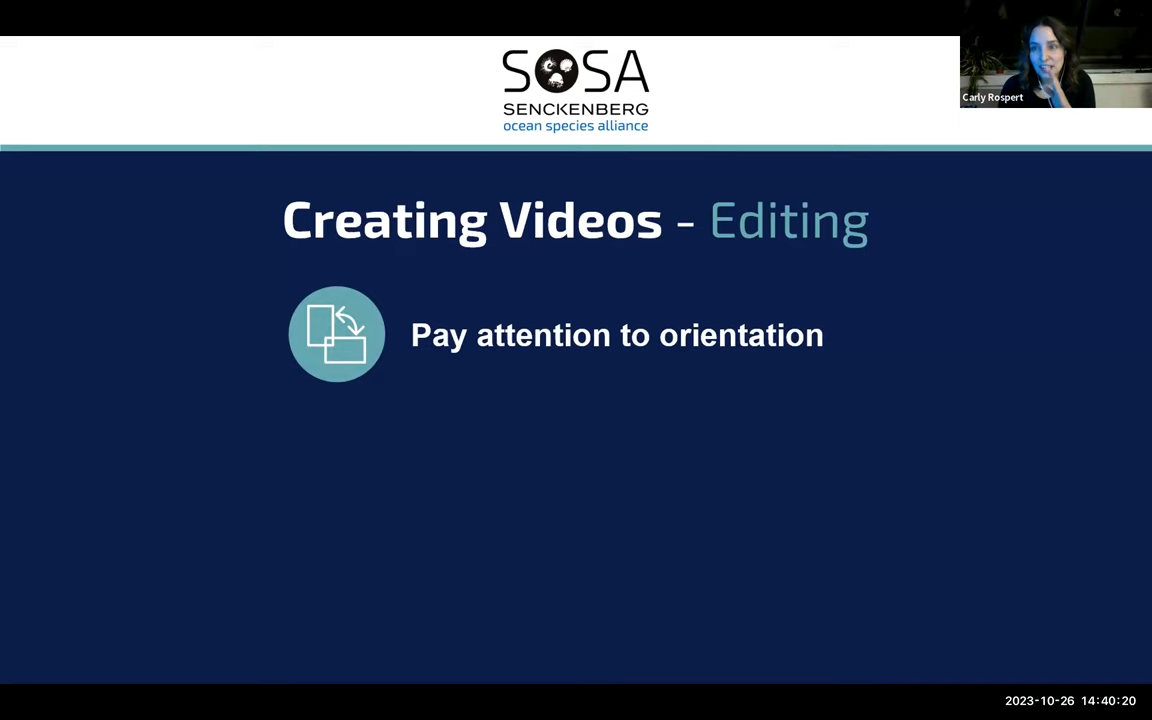 SOSA
SENCKENBERG
ocean species alliance
Carly Rospert
Creating Videos - Editing
Pay attention to orientation
2023-10-26 14:40:20